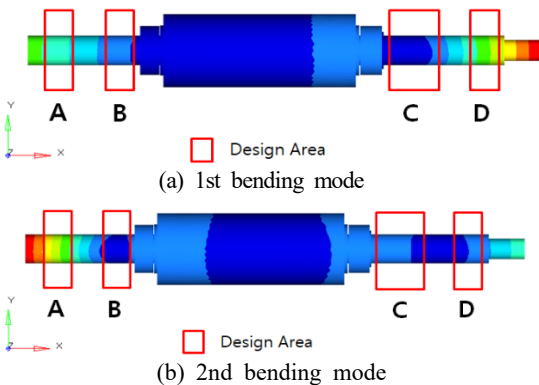 A B C D
Y
Z X
Design Area
(a) 1st bending mode
A B C D
Y
Z X
Design Area
(b) 2nd bending mode